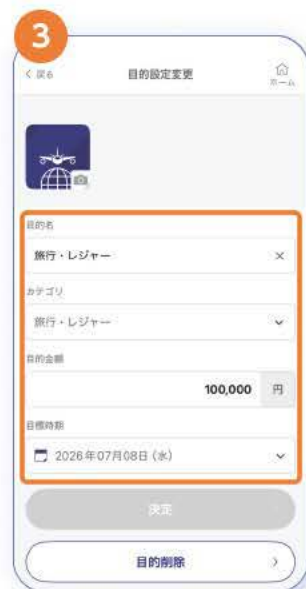 3
戻る
目的設定変更
ホーム
目的名
旅行・レジャー
カテゴリ
旅行・レジャー
目的金額
100,000 円
目標時期
2026年07月08日 (水)
決定
目的削除